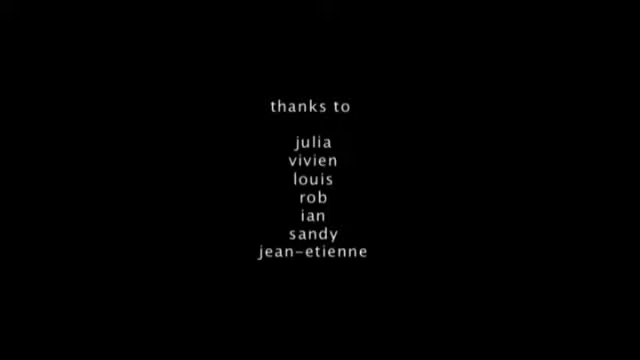 thanks to
julia
vivien
louis
rob
ian
sandy
jean-etienne